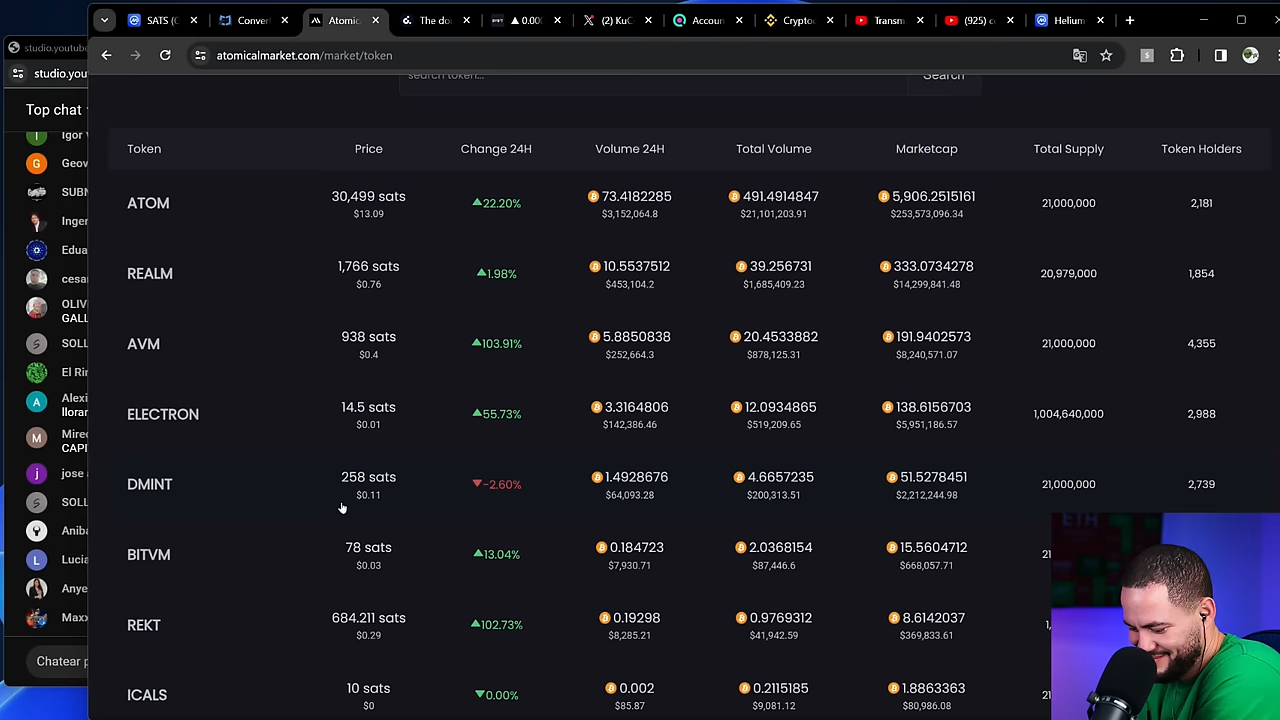 SATS (
Conver
Atomic
The do
▲0.00
(2) KuC
Accoun
Crypto
Transm
(925) c
Helium
studio.youtube
atomicalmarket.com/market/token
studio.you
search token...
Search
Top chat
Igor
Geov
SUBN
Inger
Edua
cesar
OLIV
GALL
SOLL
El Rin
Alexi
llorar
Mired
CAPI
jose a
SOLL
Aniba
Lucia
Anye
Maxx
Chatear p
Token Price Change 24H Volume 24H Total Volume Marketcap Total Supply Token Holders
ATOM 30,499 sats ▲22.20% 73.4182285 491.4914847 5,906.2515161 21,000,000 2,181
$13.09 $3,152,064.8 $21,101,203.91 $253,573,096.34
REALM 1,766 sats ▲1.98% 10.5537512 39.256731 333.0734278 20,979,000 1,854
$0.76 $453,104.2 $1,685,409.23 $14,299,841.48
AVM 938 sats ▲103.91% 5.8850838 20.4533882 191.9402573 21,000,000 4,355
$0.4 $252,664.3 $878,125.31 $8,240,571.07
ELECTRON 14.5 sats ▲55.73% 3.3164806 12.0934865 138.6156703 1,004,640,000 2,988
$0.01 $142,386.46 $519,209.65 $5,951,186.57
DMINT 258 sats ▼-2.60% 1.4928676 4.6657235 51.5278451 21,000,000 2,739
$0.11 $64,093.28 $200,313.51 $2,212,244.98
BITVM 78 sats ▲13.04% 0.184723 2.0368154 15.5604712 21
$0.03 $7,930.71 $87,446.6 $668,057.71
REKT 684.211 sats ▲102.73% 0.19298 0.9769312 8.6142037 1,
$0.29 $8,285.21 $41,942.59 $369,833.61
ICALS 10 sats ▼0.00% 0.002 0.2115185 1.8863363 21
$0 $85.87 $9,081.12 $80,986.08
ETH